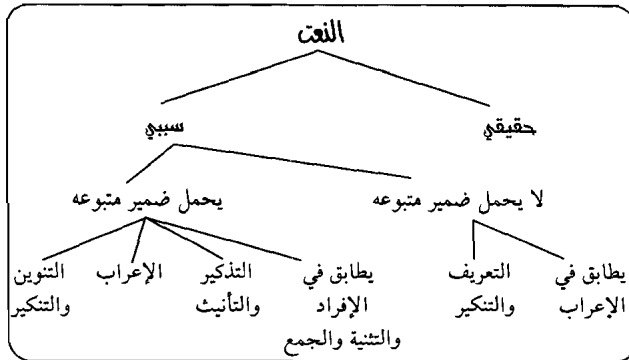 النعت
حقيقي
سببي
لا يحمل ضمير متبوعه
يحمل ضمير متبوعه
يطابق في
الإعراب
التعريف
والتنكير
يطابق في
الإفراد
والتثنية والجمع
التذكير
والتأنيث
الإعراب
التنوين
والتنكير